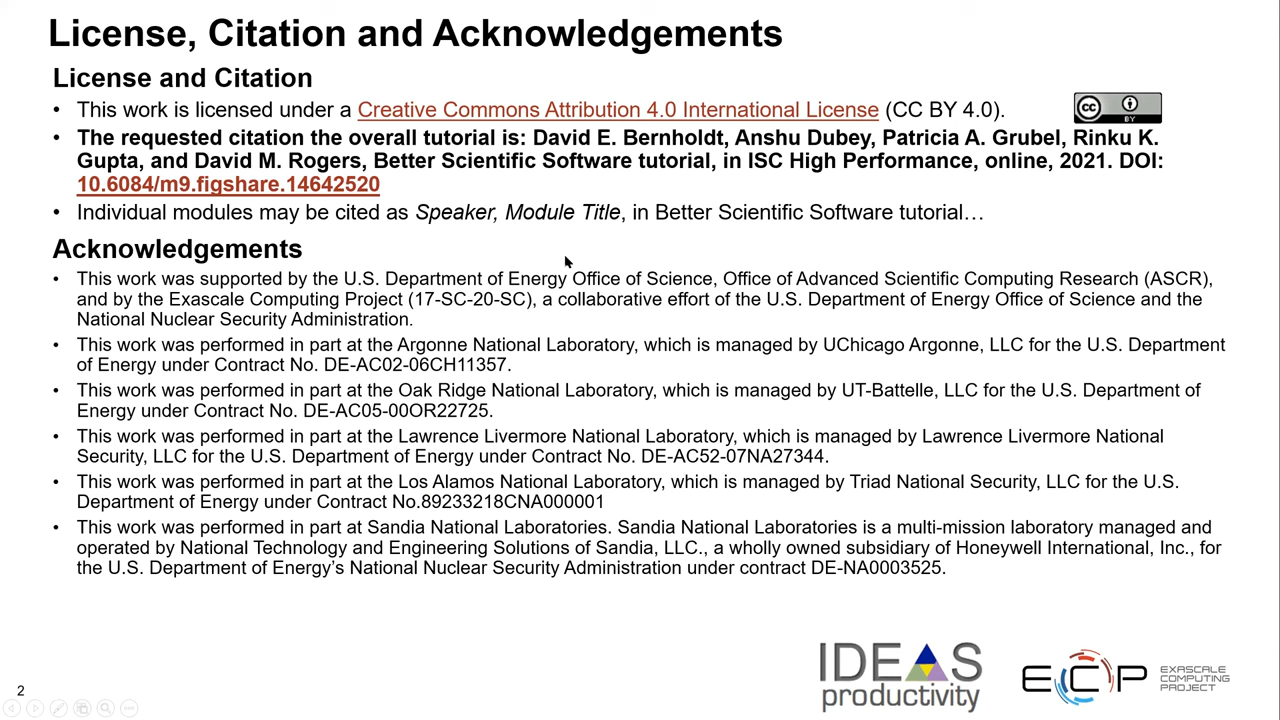 License, Citation and Acknowledgements
License and Citation
• This work is licensed under a Creative Commons Attribution 4.0 International License (CC BY 4.0).
cc BY
• The requested citation the overall tutorial is: David E. Bernholdt, Anshu Dubey, Patricia A. Grubel, Rinku K.
Gupta, and David M. Rogers, Better Scientific Software tutorial, in ISC High Performance, online, 2021. DOI:
10.6084/m9.figshare.14642520
• Individual modules may be cited as Speaker, Module Title, in Better Scientific Software tutorial…
Acknowledgements
• This work was supported by the U.S. Department of Energy Office of Science, Office of Advanced Scientific Computing Research (ASCR),
and by the Exascale Computing Project (17-SC-20-SC), a collaborative effort of the U.S. Department of Energy Office of Science and the
National Nuclear Security Administration.
• This work was performed in part at the Argonne National Laboratory, which is managed by UChicago Argonne, LLC for the U.S. Department
of Energy under Contract No. DE-AC02-06CH11357.
• This work was performed in part at the Oak Ridge National Laboratory, which is managed by UT-Battelle, LLC for the U.S. Department of
Energy under Contract No. DE-AC05-00OR22725.
• This work was performed in part at the Lawrence Livermore National Laboratory, which is managed by Lawrence Livermore National
Security, LLC for the U.S. Department of Energy under Contract No. DE-AC52-07NA27344.
• This work was performed in part at the Los Alamos National Laboratory, which is managed by Triad National Security, LLC for the U.S.
Department of Energy under Contract No.89233218CNA000001
• This work was performed in part at Sandia National Laboratories. Sandia National Laboratories is a multi-mission laboratory managed and
operated by National Technology and Engineering Solutions of Sandia, LLC., a wholly owned subsidiary of Honeywell International, Inc., for
the U.S. Department of Energy’s National Nuclear Security Administration under contract DE-NA0003525.
2
IDEAS
productivity
ECP
EXASCALE
COMPUTING
PROJECT